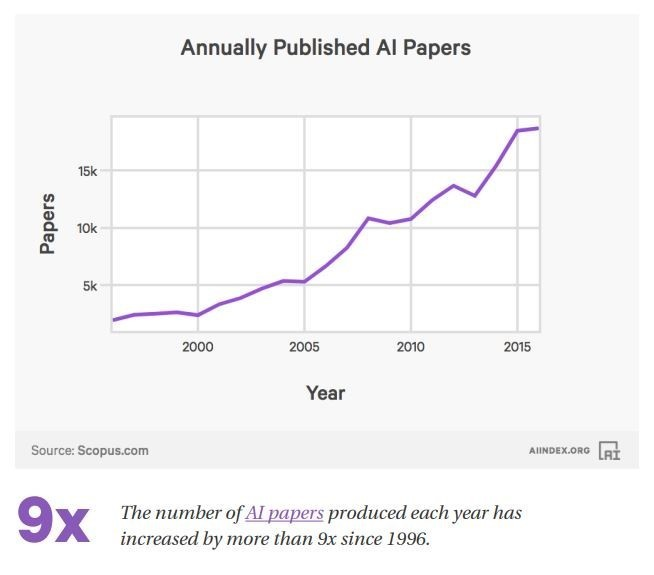 Annually Published AI Papers
15k
10k
5k
Papers
2000 2005 2010 2015
Year
Source: Scopus.com AIINDEX.ORG AI
9x
The number of AI papers produced each year has
increased by more than 9x since 1996.